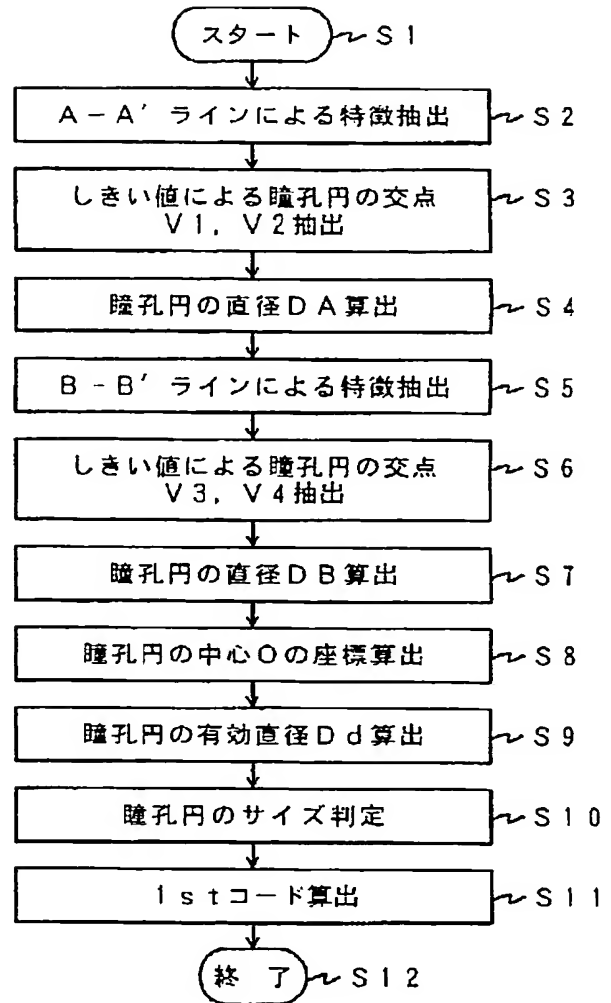 スタート ～ S1
A－A′ラインによる特徴抽出 ～ S2
しきい値による瞳孔円の交点 ～ S3
V1，V2抽出
瞳孔円の直径DA算出 ～ S4
B－B′ラインによる特徴抽出 ～ S5
しきい値による瞳孔円の交点 ～ S6
V3，V4抽出
瞳孔円の直径DB算出 ～ S7
瞳孔円の中心Oの座標算出 ～ S8
瞳孔円の有効直径Dd算出 ～ S9
瞳孔円のサイズ判定 ～ S10
1stコード算出 ～ S11
終 了 ～ S12